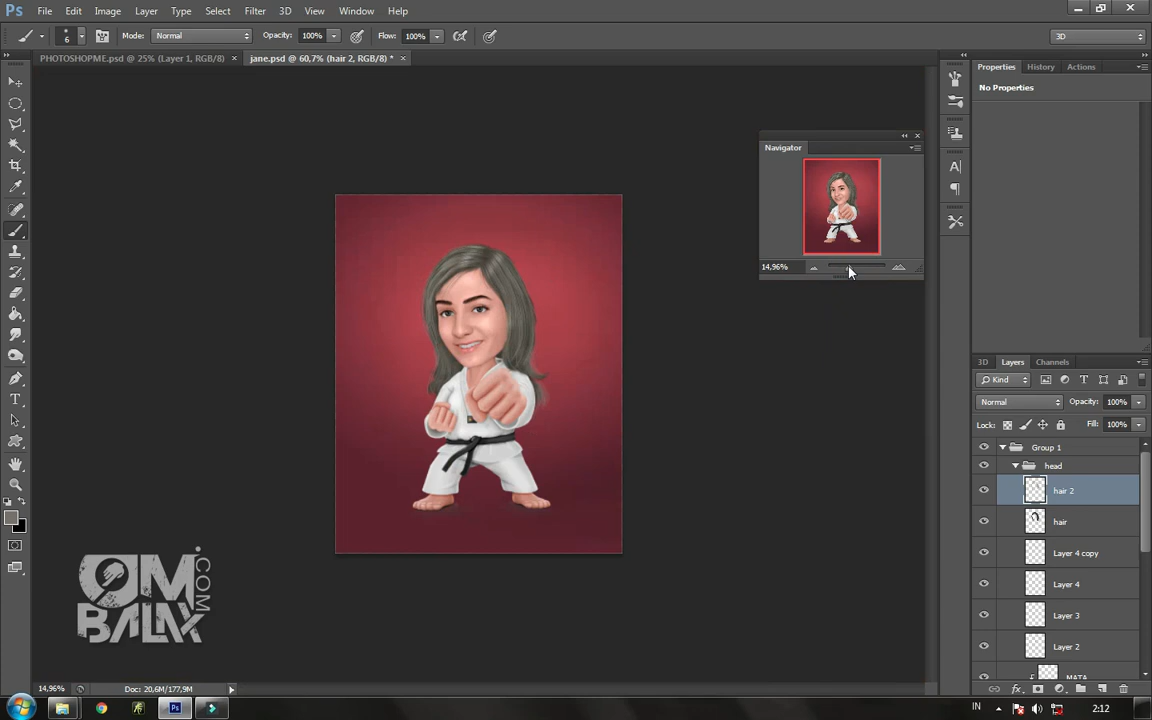 Ps File Edit Image Layer Type Select Filter 3D View Window Help
6 Mode: Normal Opacity: 100% Flow: 100% 3D
PHOTOSHOPME.psd @ 25% (Layer 1, RGB/8) × jane.psd @ 60,7% (hair 2, RGB/8) * ×
Properties History Actions
No Properties
Navigator
14,96%
3D Layers Channels
Kind
Normal Opacity: 100%
Lock: Fill: 100%
Group 1
head
hair 2
hair
Layer 4 copy
Layer 4
Layer 3
Layer 2
MATA
OM
BALAX
.COM
14,96% Doc: 20,6M/177,9M
IN 2:12